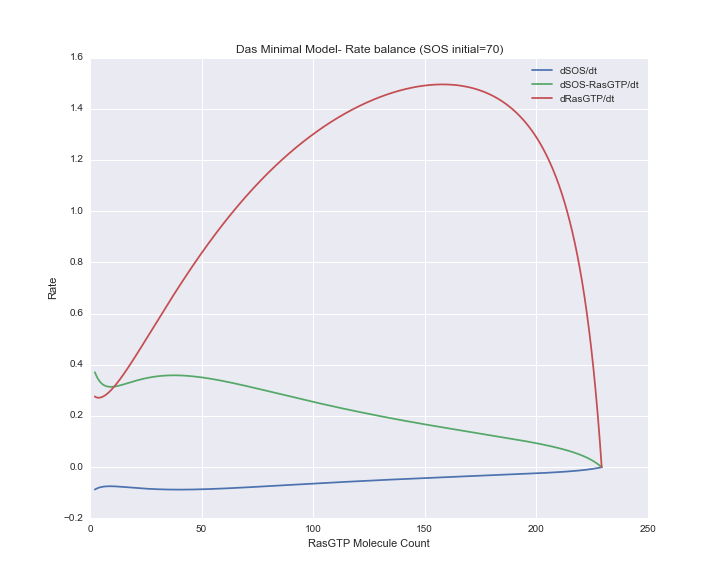 Das Minimal Model- Rate balance (SOS initial=70)
dSOS/dt
dSOS-RasGTP/dt
dRasGTP/dt
1.6
1.4
1.2
1.0
0.8
0.6
0.4
0.2
0.0
−0.2
Rate
0 50 100 150 200 250
RasGTP Molecule Count